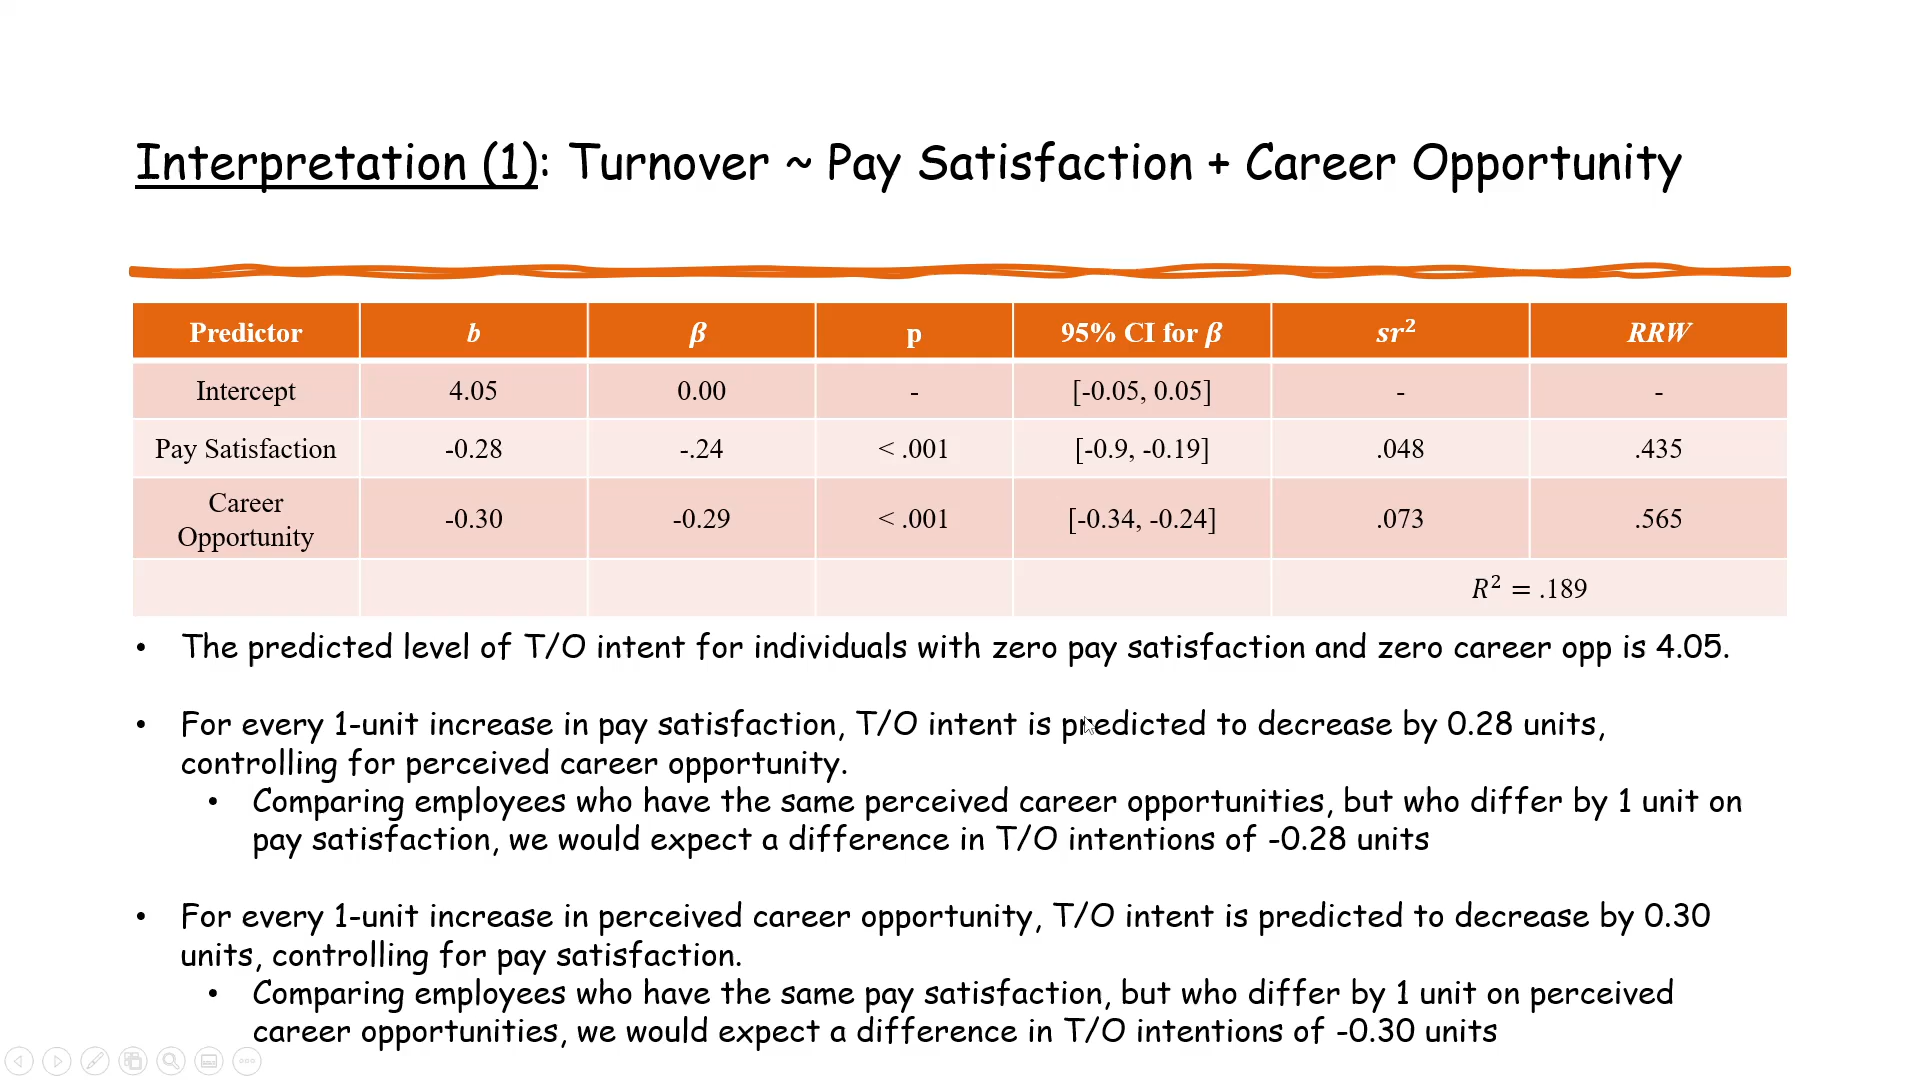 Interpretation (1): Turnover ~ Pay Satisfaction + Career Opportunity
Predictor b β p 95% CI for β sr² RRW
Intercept 4.05 0.00 - [-0.05, 0.05] - -
Pay Satisfaction -0.28 -.24 < .001 [-0.9, -0.19] .048 .435
Career
Opportunity -0.30 -0.29 < .001 [-0.34, -0.24] .073 .565
R² = .189
• The predicted level of T/O intent for individuals with zero pay satisfaction and zero career opp is 4.05.
• For every 1-unit increase in pay satisfaction, T/O intent is predicted to decrease by 0.28 units,
controlling for perceived career opportunity.
• Comparing employees who have the same perceived career opportunities, but who differ by 1 unit on
pay satisfaction, we would expect a difference in T/O intentions of -0.28 units
• For every 1-unit increase in perceived career opportunity, T/O intent is predicted to decrease by 0.30
units, controlling for pay satisfaction.
• Comparing employees who have the same pay satisfaction, but who differ by 1 unit on perceived
career opportunities, we would expect a difference in T/O intentions of -0.30 units